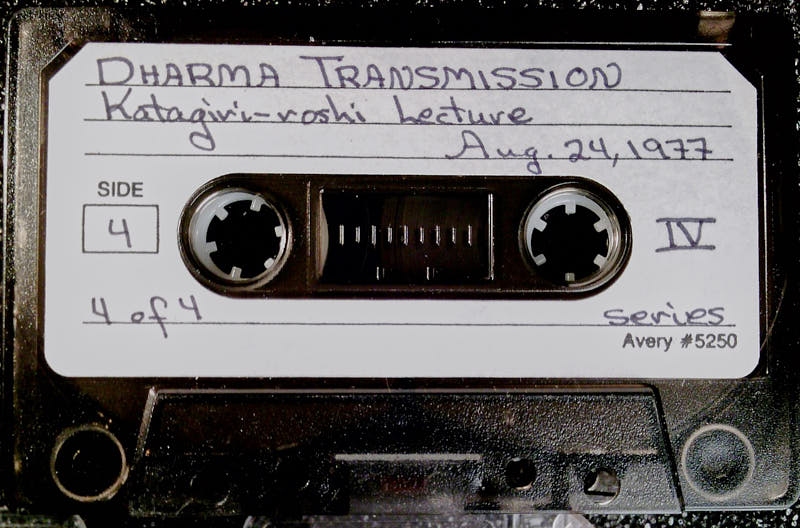 DHARMA TRANSMISSION
Katagiri-roshi Lecture
Aug. 24, 1977
SIDE
4
IV
4 of 4
series
Avery #5250